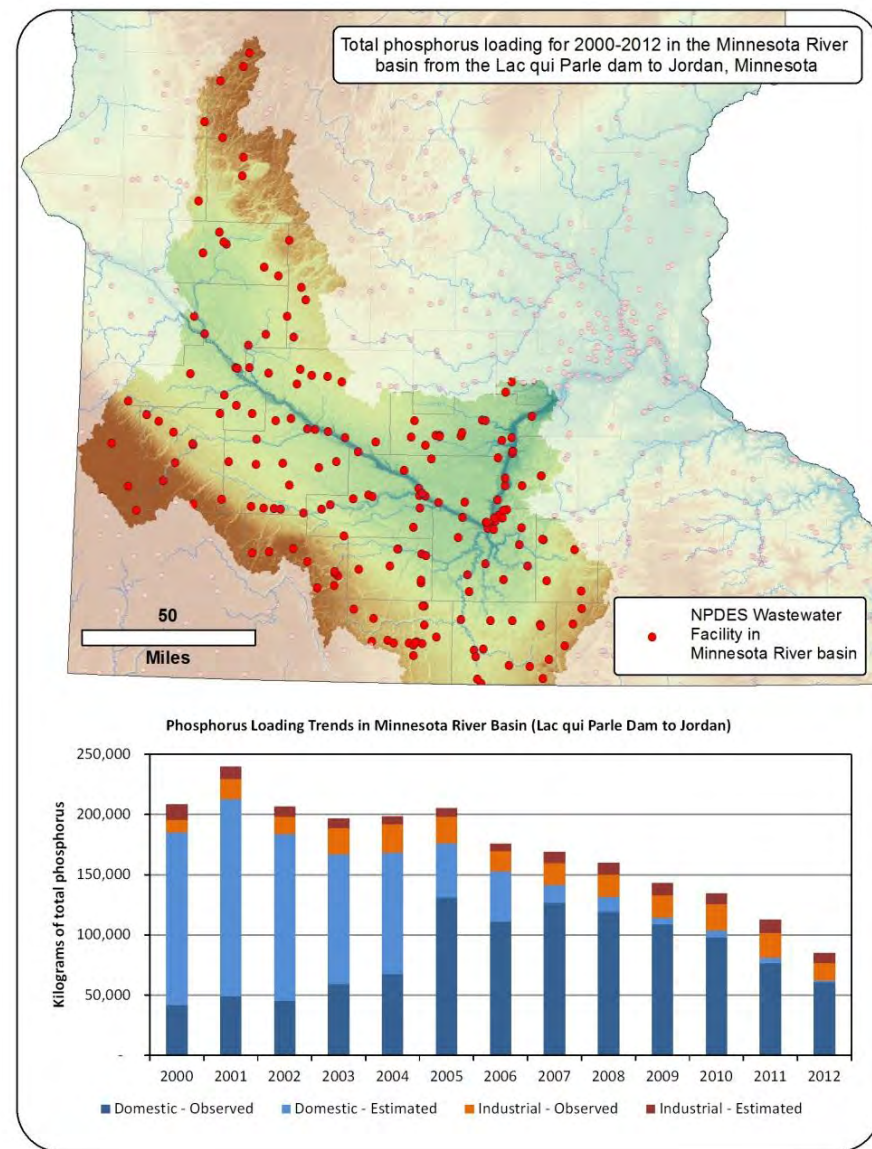 Total phosphorus loading for 2000-2012 in the Minnesota River
basin from the Lac qui Parle dam to Jordan, Minnesota
50
Miles
NPDES Wastewater
Facility in
Minnesota River basin
Phosphorus Loading Trends in Minnesota River Basin (Lac qui Parle Dam to Jordan)
Kilograms of total phosphorus
250,000
200,000
150,000
100,000
50,000
-
2000 2001 2002 2003 2004 2005 2006 2007 2008 2009 2010 2011 2012
Domestic - Observed Domestic - Estimated Industrial - Observed Industrial - Estimated